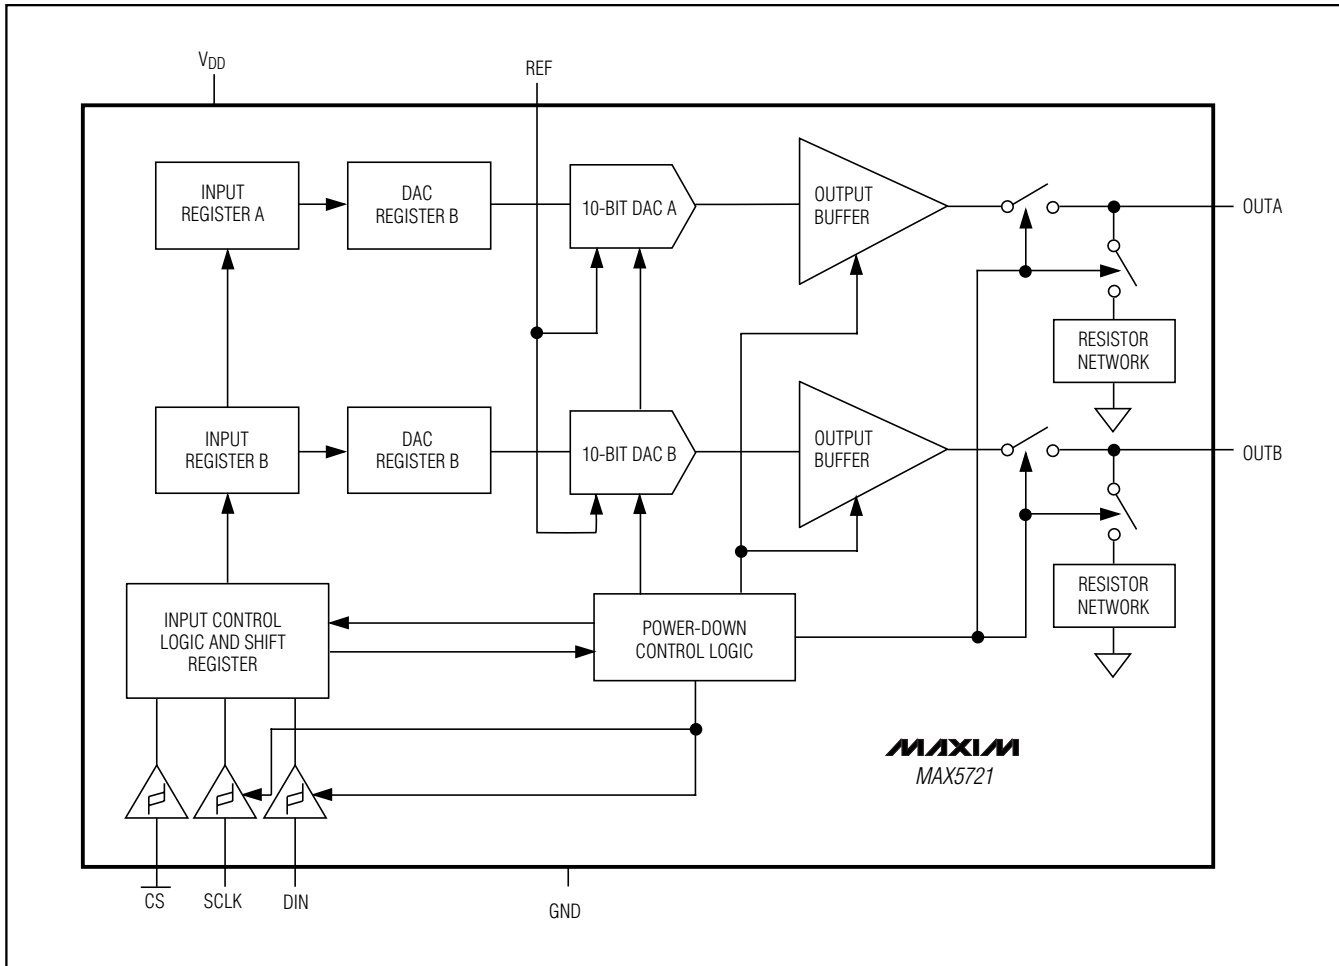 VDD
REF
INPUT
REGISTER A
DAC
REGISTER B
10-BIT DAC A
OUTPUT
BUFFER
OUTA
RESISTOR
NETWORK
INPUT
REGISTER B
DAC
REGISTER B
10-BIT DAC B
OUTPUT
BUFFER
OUTB
RESISTOR
NETWORK
INPUT CONTROL
LOGIC AND SHIFT
REGISTER
POWER-DOWN
CONTROL LOGIC
MAXIM
MAX5721
CS
SCLK
DIN
GND